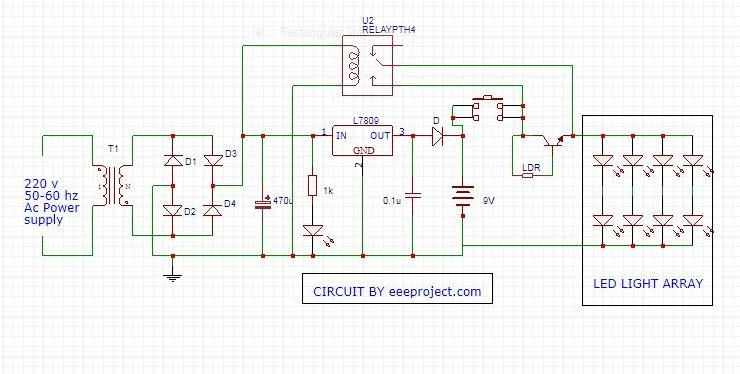 U2
RELAYPTH4
L7809
1
IN
OUT
3
GND
2
D
T1
D1
D3
D2
D4
220 v
50-60 hz
Ac Power
supply
470u
1k
0.1u
9V
LDR
CIRCUIT BY eeeproject.com
LED LIGHT ARRAY